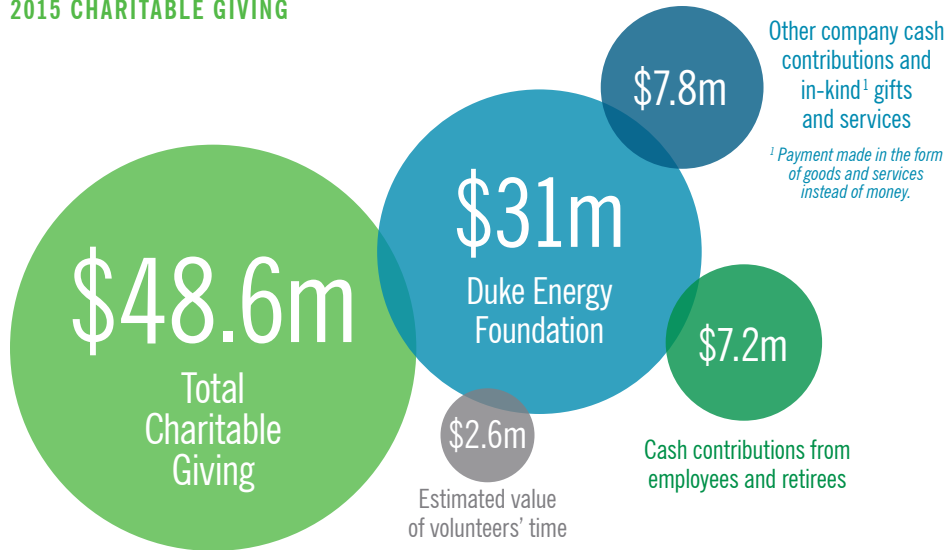 2015 CHARITABLE GIVING
$48.6m
Total
Charitable
Giving
$31m
Duke Energy
Foundation
$7.8m
Other company cash
contributions and
in-kind¹ gifts
and services
¹ Payment made in the form
of goods and services
instead of money.
$7.2m
Cash contributions from
employees and retirees
$2.6m
Estimated value
of volunteers’ time